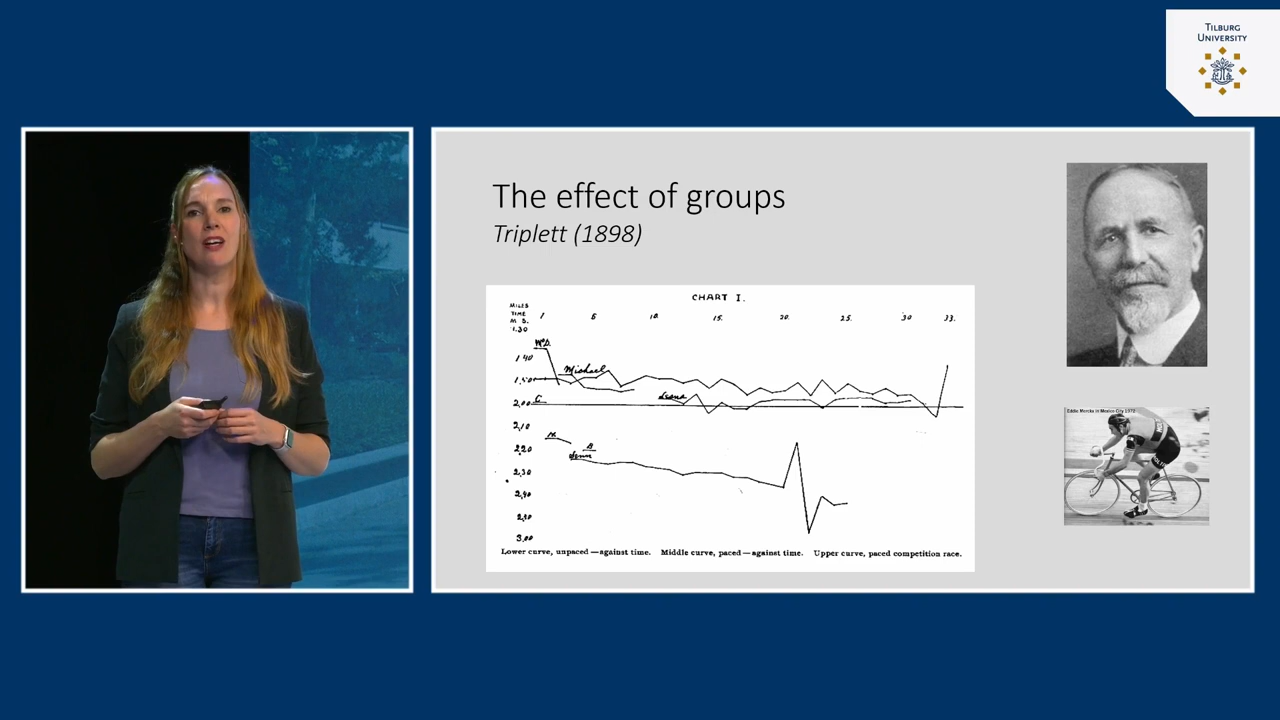 TILBURG
UNIVERSITY
The effect of groups
Triplett (1898)
CHART I.
MILES 1 5 10. 15. 20. 25. 30 33.
TIME
M S.
1.30
1 40
Michael
1,50
2,00
2,10
2,20
2,30
2,40
3,00
Lower curve, unpaced — against time. Middle curve, paced — against time. Upper curve, paced competition race.
Eddie Merckx in Mexico City 1972